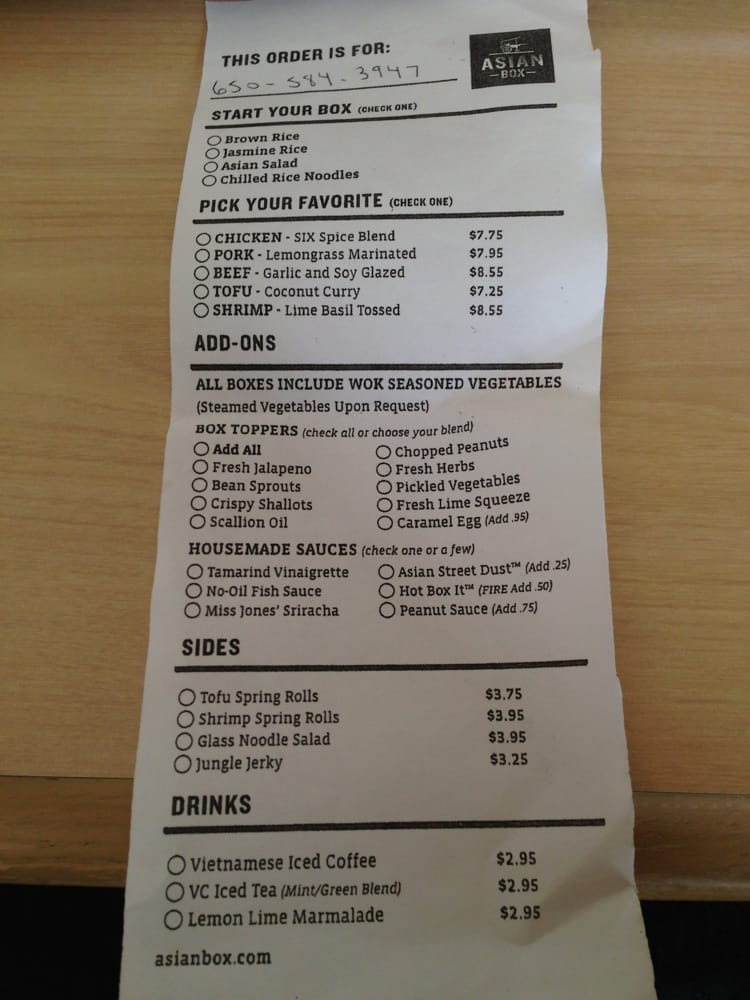 THIS ORDER IS FOR:
ASIAN
BOX
650-584-3947
START YOUR BOX (CHECK ONE)
Brown Rice
Jasmine Rice
Asian Salad
Chilled Rice Noodles
PICK YOUR FAVORITE (CHECK ONE)
CHICKEN - SIX Spice Blend $7.75
PORK - Lemongrass Marinated $7.95
BEEF - Garlic and Soy Glazed $8.55
TOFU - Coconut Curry $7.25
SHRIMP - Lime Basil Tossed $8.55
ADD-ONS
ALL BOXES INCLUDE WOK SEASONED VEGETABLES
(Steamed Vegetables Upon Request)
BOX TOPPERS (check all or choose your blend)
Add All Chopped Peanuts
Fresh Jalapeno Fresh Herbs
Bean Sprouts Pickled Vegetables
Crispy Shallots Fresh Lime Squeeze
Scallion Oil Caramel Egg (Add .95)
HOUSEMADE SAUCES (check one or a few)
Tamarind Vinaigrette Asian Street Dust™ (Add .25)
No-Oil Fish Sauce Hot Box It™ (FIRE Add .50)
Miss Jones' Sriracha Peanut Sauce (Add .75)
SIDES
Tofu Spring Rolls $3.75
Shrimp Spring Rolls $3.95
Glass Noodle Salad $3.95
Jungle Jerky $3.25
DRINKS
Vietnamese Iced Coffee $2.95
VC Iced Tea (Mint/Green Blend) $2.95
Lemon Lime Marmalade $2.95
asianbox.com